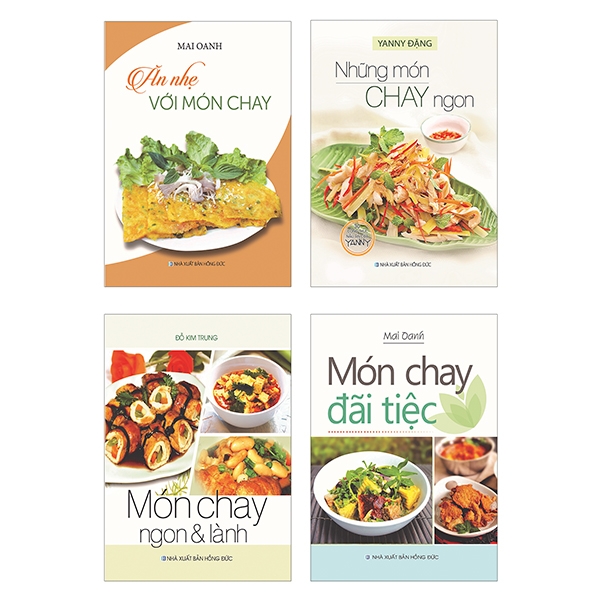 MAI OANH
Ăn nhẹ
VỚI MÓN CHAY
NHÀ XUẤT BẢN HỒNG ĐỨC
YANNY ĐẶNG
Những món
CHAY ngon
YANNY
NHÀ XUẤT BẢN HỒNG ĐỨC
ĐỖ KIM TRUNG
Món chay
ngon & lành
NHÀ XUẤT BẢN HỒNG ĐỨC
Mai Oanh
Món chay
đãi tiệc
NHÀ XUẤT BẢN HỒNG ĐỨC